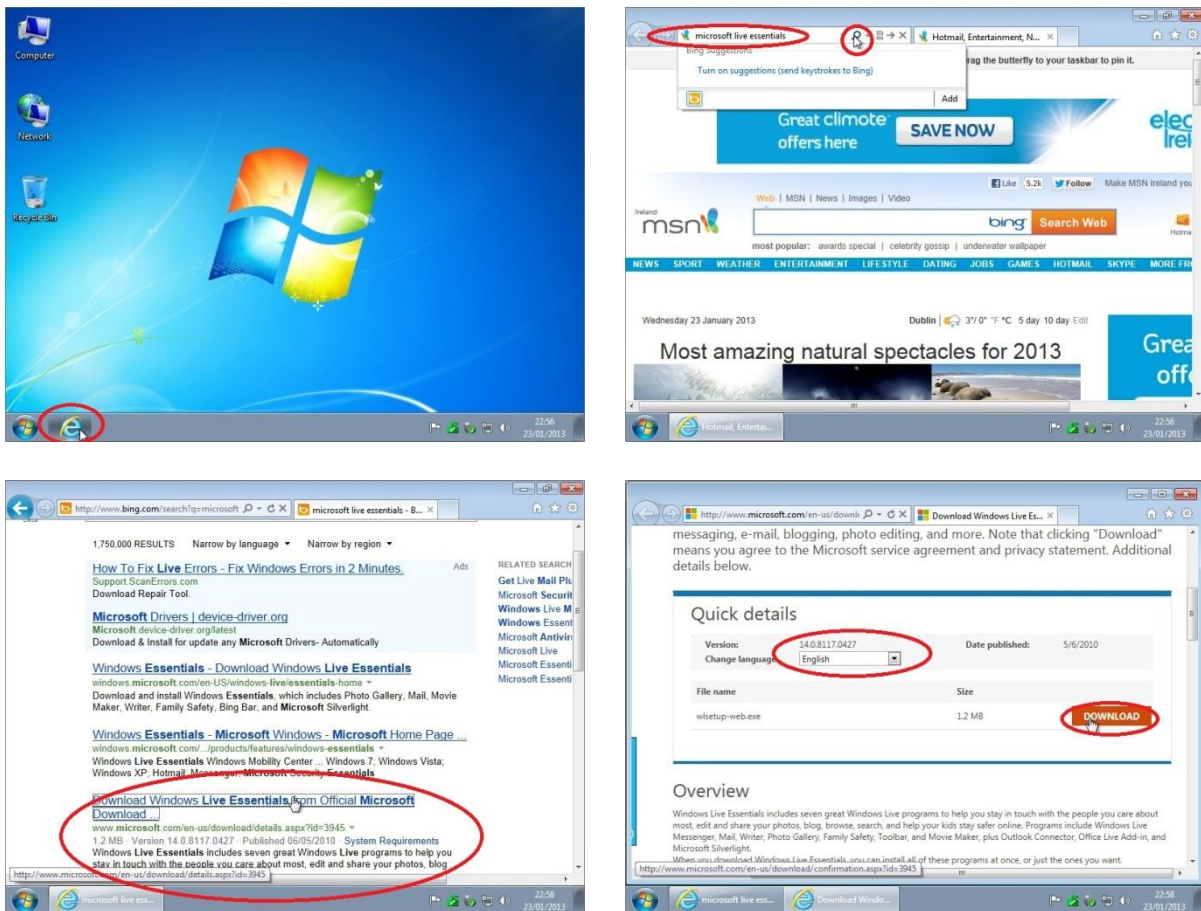 Computer
Network
Recycle Bin
22:56
23/01/2013
microsoft live essentials
Hotmail, Entertainment, N...
Bing Suggestions
Turn on suggestions (send keystrokes to Bing)
Add
rag the butterfly to your taskbar to pin it.
Great climote
offers here
SAVE NOW
elec
Irel
Like 5.2k Follow Make MSN Ireland you
Web | MSN | News | Images | Video
Ireland
msn
bing Search Web
Hotma
most popular: awards special | celebrity gossip | underwater wallpaper
NEWS SPORT WEATHER ENTERTAINMENT LIFESTYLE DATING JOBS GAMES HOTMAIL SKYPE MORE FR
Wednesday 23 January 2013
Dublin 3°/ 0° °F °C 5 day 10 day Edit
Most amazing natural spectacles for 2013
Grea
offe
Hotmail, Entertai...
22:56
23/01/2013
http://www.bing.com/search?q=microsoft
microsoft live essentials - B...
1,750,000 RESULTS Narrow by language Narrow by region
How To Fix Live Errors - Fix Windows Errors in 2 Minutes.
Ads
Support.ScanErrors.com
Download Repair Tool.
Microsoft Drivers | device-driver.org
Microsoft.device-driver.org/latest
Download & Install for update any Microsoft Drivers- Automatically
Windows Essentials - Download Windows Live Essentials
windows.microsoft.com/en-US/windows-live/essentials-home
Download and install Windows Essentials, which includes Photo Gallery, Mail, Movie
Maker, Writer, Family Safety, Bing Bar, and Microsoft Silverlight.
Windows Essentials - Microsoft Windows - Microsoft Home Page ...
windows.microsoft.com/.../products/features/windows-essentials
Windows Live Essentials Windows Mobility Center ... Windows 7; Windows Vista;
Windows XP; Hotmail, Messenger; Microsoft Security Essentials
Download Windows Live Essentials from Official Microsoft
Download ...
www.microsoft.com/en-us/download/details.aspx?id=3945
1.2 MB · Version 14.0.8117.0427 · Published 06/05/2010 · System Requirements
Windows Live Essentials includes seven great Windows Live programs to help you
stay in touch with the people you care about most, edit and share your photos, blog
http://www.microsoft.com/en-us/download/details.aspx?id=3945
RELATED SEARCH
Get Live Mail Plu
Microsoft Securit
Windows Live M
Windows Essent
Microsoft Antivir
Microsoft Live
Microsoft Essenti
Microsoft Essenti
microsoft live ess...
22:58
23/01/2013
http://www.microsoft.com/en-us/downlo
Download Windows Live Es...
messaging, e-mail, blogging, photo editing, and more. Note that clicking "Download"
means you agree to the Microsoft service agreement and privacy statement. Additional
details below.
Quick details
Version: 14.0.8117.0427 Date published: 5/6/2010
Change language English
File name Size
wlsetup-web.exe 1.2 MB DOWNLOAD
Overview
Windows Live Essentials includes seven great Windows Live programs to help you stay in touch with the people you care about
most, edit and share your photos, blog, browse, search, and help your kids stay safer online. Programs include Windows Live
Messenger, Mail, Writer, Photo Gallery, Family Safety, Toolbar, and Movie Maker, plus Outlook Connector, Office Live Add-in, and
Microsoft Silverlight.
When you download Windows Live Essentials, you can install all of these programs at once, or just the ones you want.
http://www.microsoft.com/en-us/download/confirmation.aspx?id=3945
microsoft live ess...
Download Windo...
22:58
23/01/2013